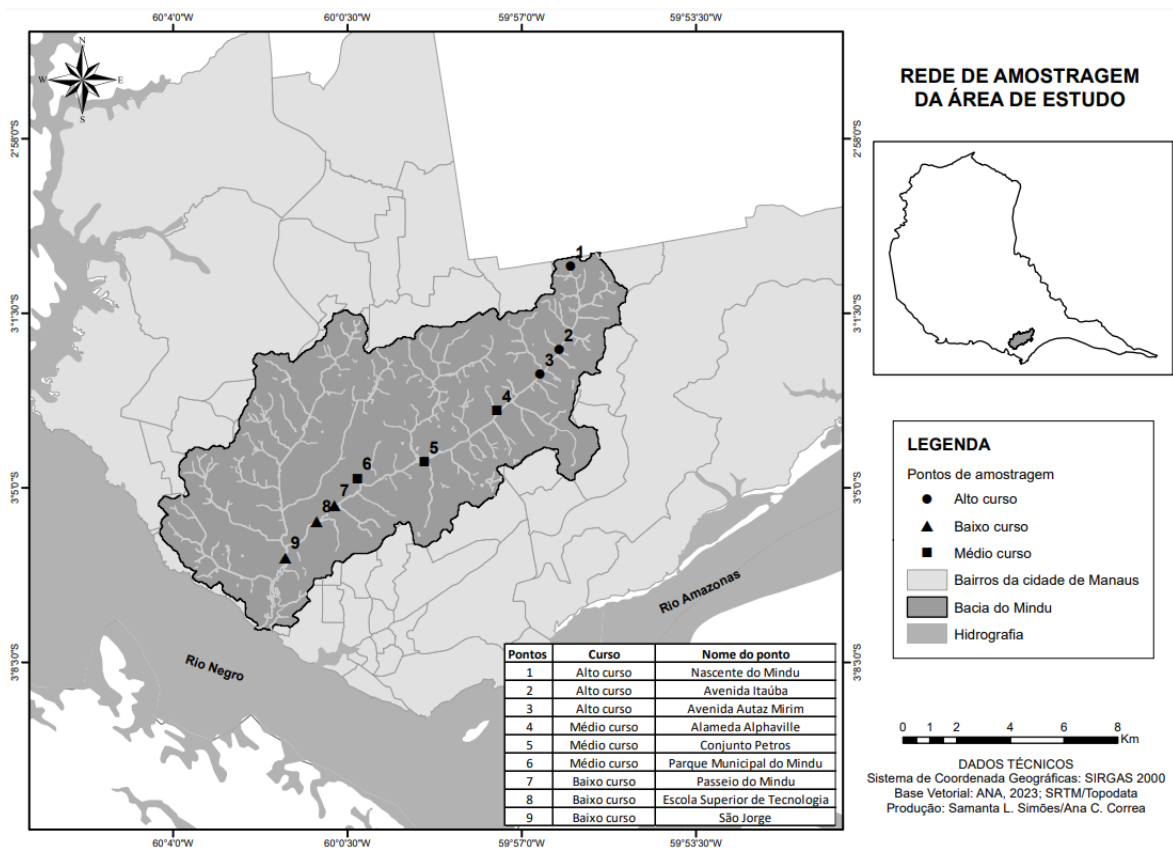 60°4'0"W 60°0'30"W 59°57'0"W 59°53'30"W
N
W E
S
2°58'0"S 2°58'0"S
3°1'30"S 3°1'30"S
3°5'0"S 3°5'0"S
3°8'30"S 3°8'30"S
1
2
3
4
5
6
7
8
9
Rio Amazonas
Rio Negro
Pontos Curso Nome do ponto
1 Alto curso Nascente do Mindu
2 Alto curso Avenida Itaúba
3 Alto curso Avenida Autaz Mirim
4 Médio curso Alameda Alphaville
5 Médio curso Conjunto Petros
6 Médio curso Parque Municipal do Mindu
7 Baixo curso Passeio do Mindu
8 Baixo curso Escola Superior de Tecnologia
9 Baixo curso São Jorge
60°4'0"W 60°0'30"W 59°57'0"W 59°53'30"W
REDE DE AMOSTRAGEM
DA ÁREA DE ESTUDO
LEGENDA
Pontos de amostragem
Alto curso
Baixo curso
Médio curso
Bairros da cidade de Manaus
Bacia do Mindu
Hidrografia
0 1 2 4 6 8
Km
DADOS TÉCNICOS
Sistema de Coordenada Geográficas: SIRGAS 2000
Base Vetorial: ANA, 2023; SRTM/Topodata
Produção: Samanta L. Simões/Ana C. Correa